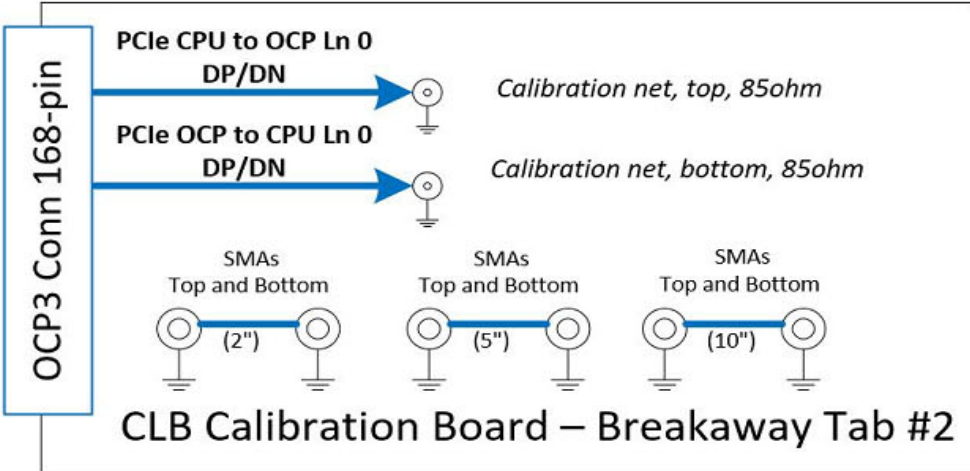 OCP3 Conn 168-pin
PCIe CPU to OCP Ln 0
DP/DN
Calibration net, top, 85ohm
PCIe OCP to CPU Ln 0
DP/DN
Calibration net, bottom, 85ohm
SMAs
Top and Bottom
(2")
SMAs
Top and Bottom
(5")
SMAs
Top and Bottom
(10")
CLB Calibration Board – Breakaway Tab #2